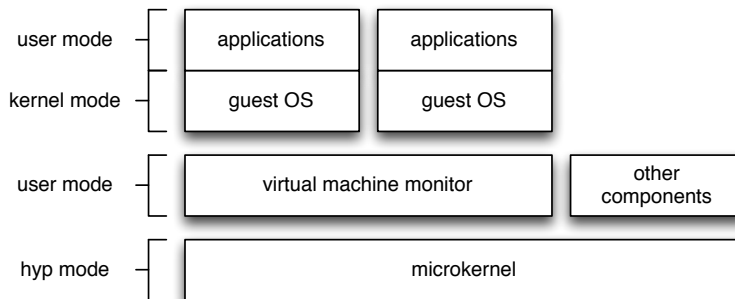 user mode
applications
applications
kernel mode
guest OS
guest OS
user mode
virtual machine monitor
other
components
hyp mode
microkernel